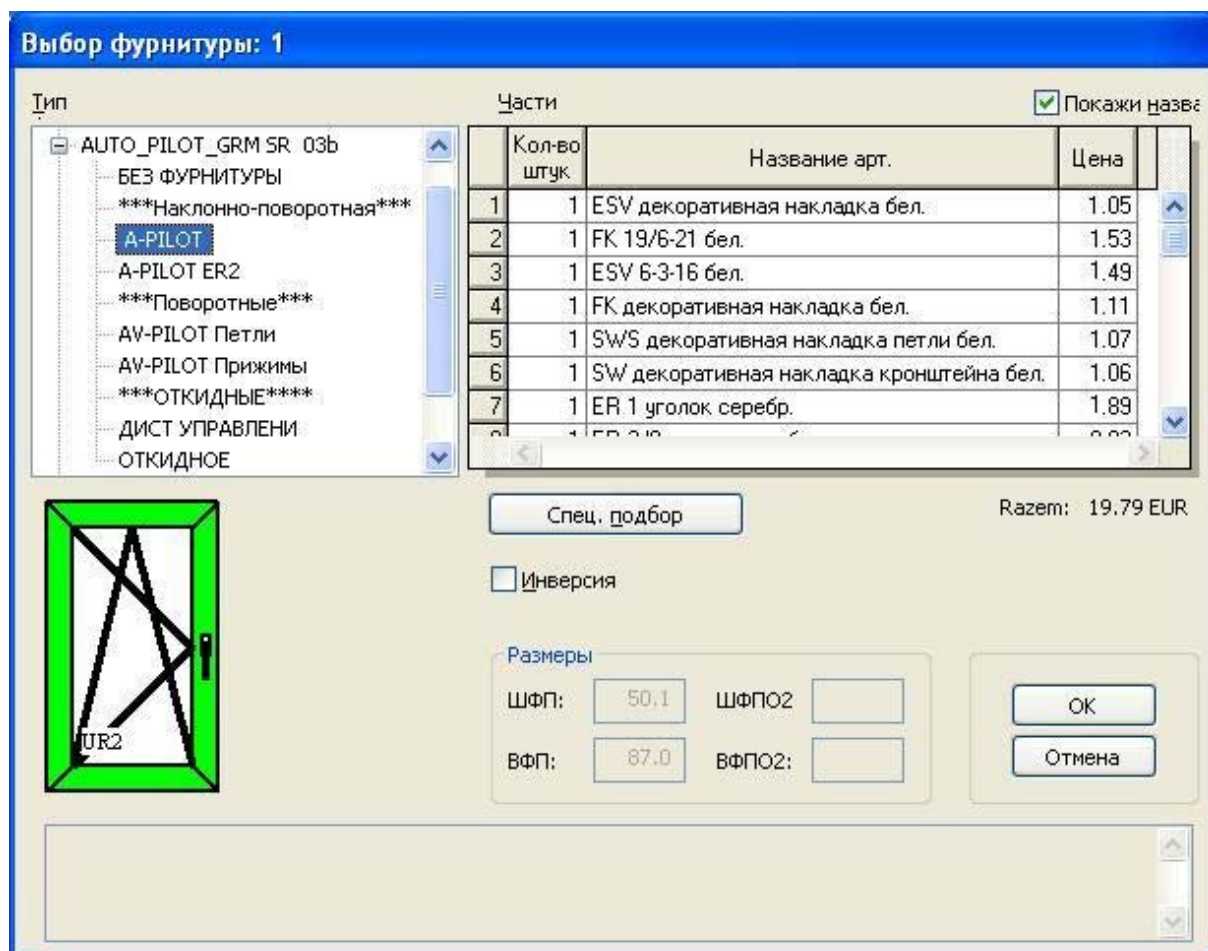 Выбор фурнитуры: 1
Тип
AUTO_PILOT_GRM SR 03b
БЕЗ ФУРНИТУРЫ
***Наклонно-поворотная***
A-PILOT
A-PILOT ER2
***Поворотные***
AV-PILOT Петли
AV-PILOT Прижимы
***ОТКИДНЫЕ****
ДИСТ УПРАВЛЕНИ
ОТКИДНОЕ
Части
Покажи назва
Кол-во штук Название арт. Цена
1 1 ESV декоративная накладка бел. 1.05
2 1 FK 19/6-21 бел. 1.53
3 1 ESV 6-3-16 бел. 1.49
4 1 FK декоративная накладка бел. 1.11
5 1 SWS декоративная накладка петли бел. 1.07
6 1 SW декоративная накладка кронштейна бел. 1.06
7 1 ER 1 уголок серебр. 1.89
Спец. подбор
Razem: 19.79 EUR
Инверсия
UR2
Размеры
ШФП: 50.1 ШФПО2
ВФП: 87.0 ВФПО2:
OK
Отмена